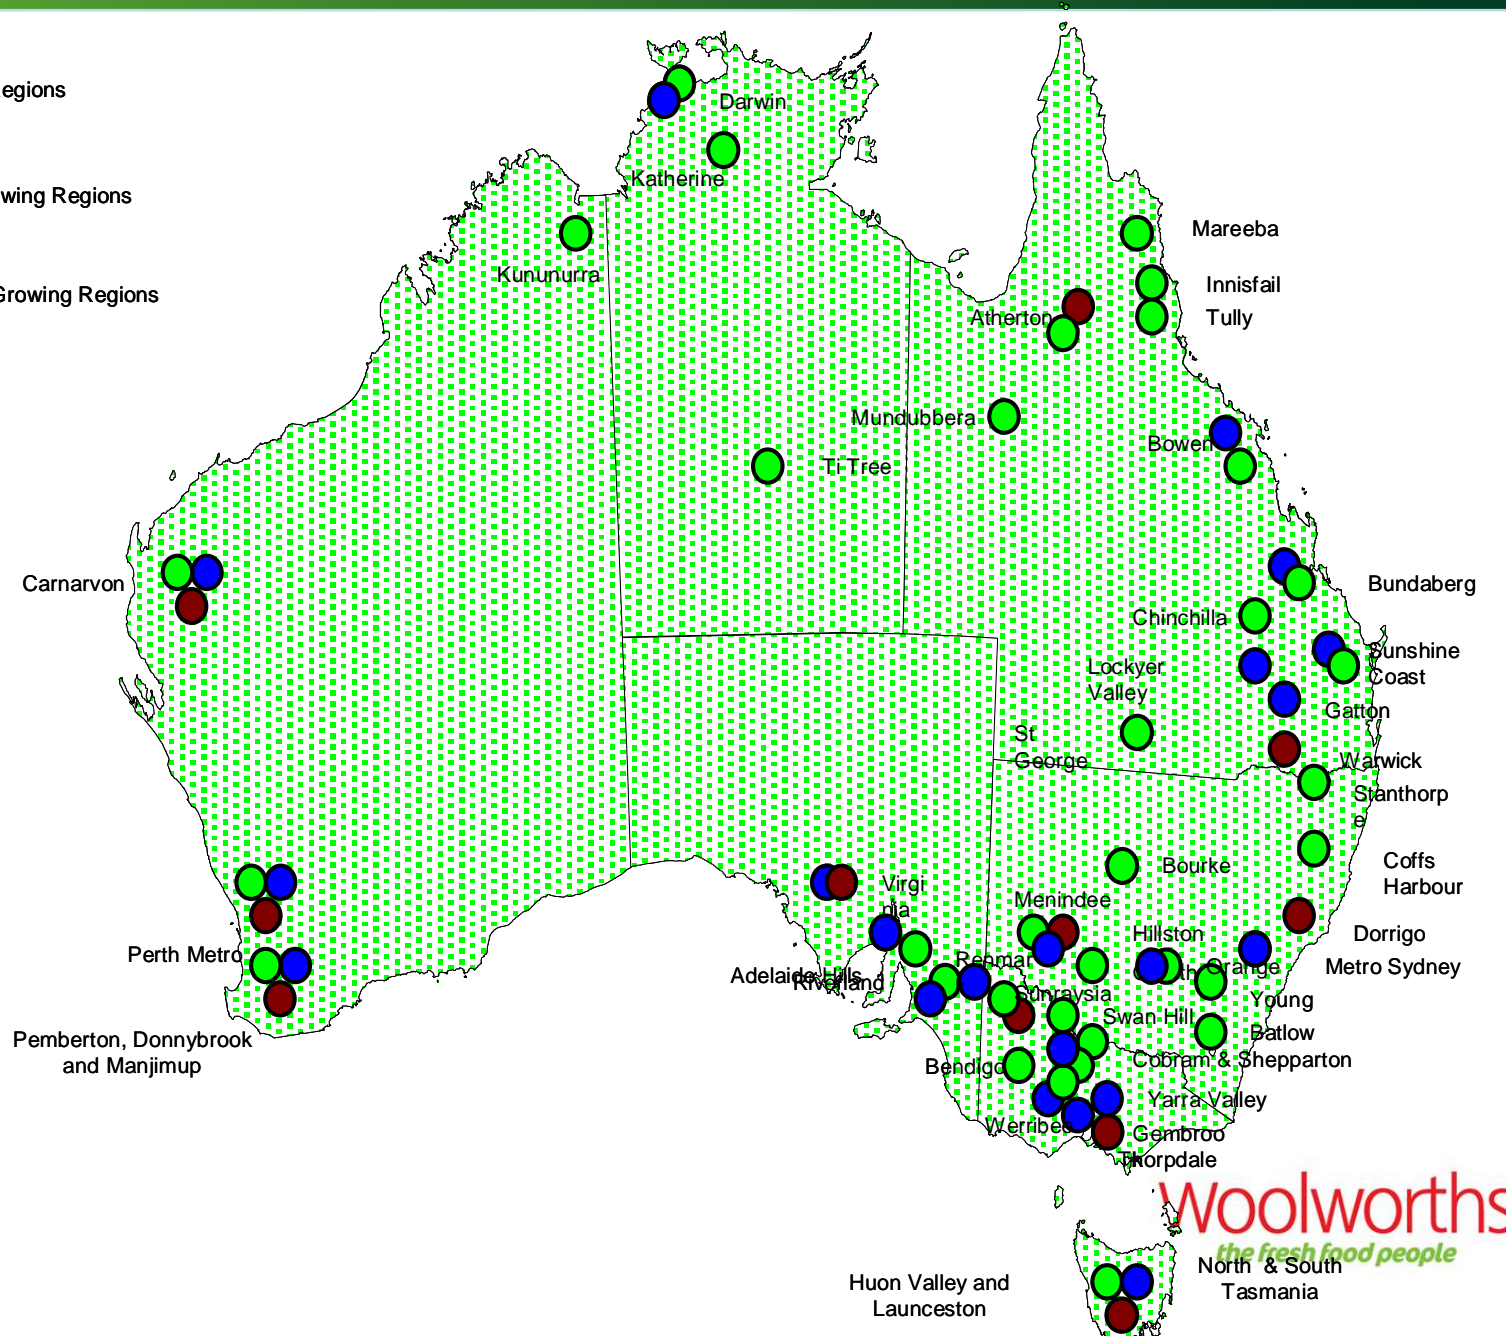 egions
Darwin
Katherine
wing Regions
Mareeba
Kununurra
Innisfail
Growing Regions
Atherton
Tully
Mundubbera
Bowen
Ti Tree
Carnarvon
Bundaberg
Chinchilla
Sunshine
Coast
Lockyer
Valley
Gatton
St
George
Warwick
Stanthorp
e
Bourke
Coffs
Harbour
Virgi
nia
Menindee
Hillston
Dorrigo
Perth Metro
Renmar
Orange
Metro Sydney
Adelaide Hills
Riverland
Sunraysia
Young
Swan Hill
Batlow
Pemberton, Donnybrook
and Manjimup
Bendigo
Cobram & Shepparton
Yarra Valley
Werribee
Gembroo
k
Thorpdale
Woolworths
the fresh food people
North & South
Tasmania
Huon Valley and
Launceston